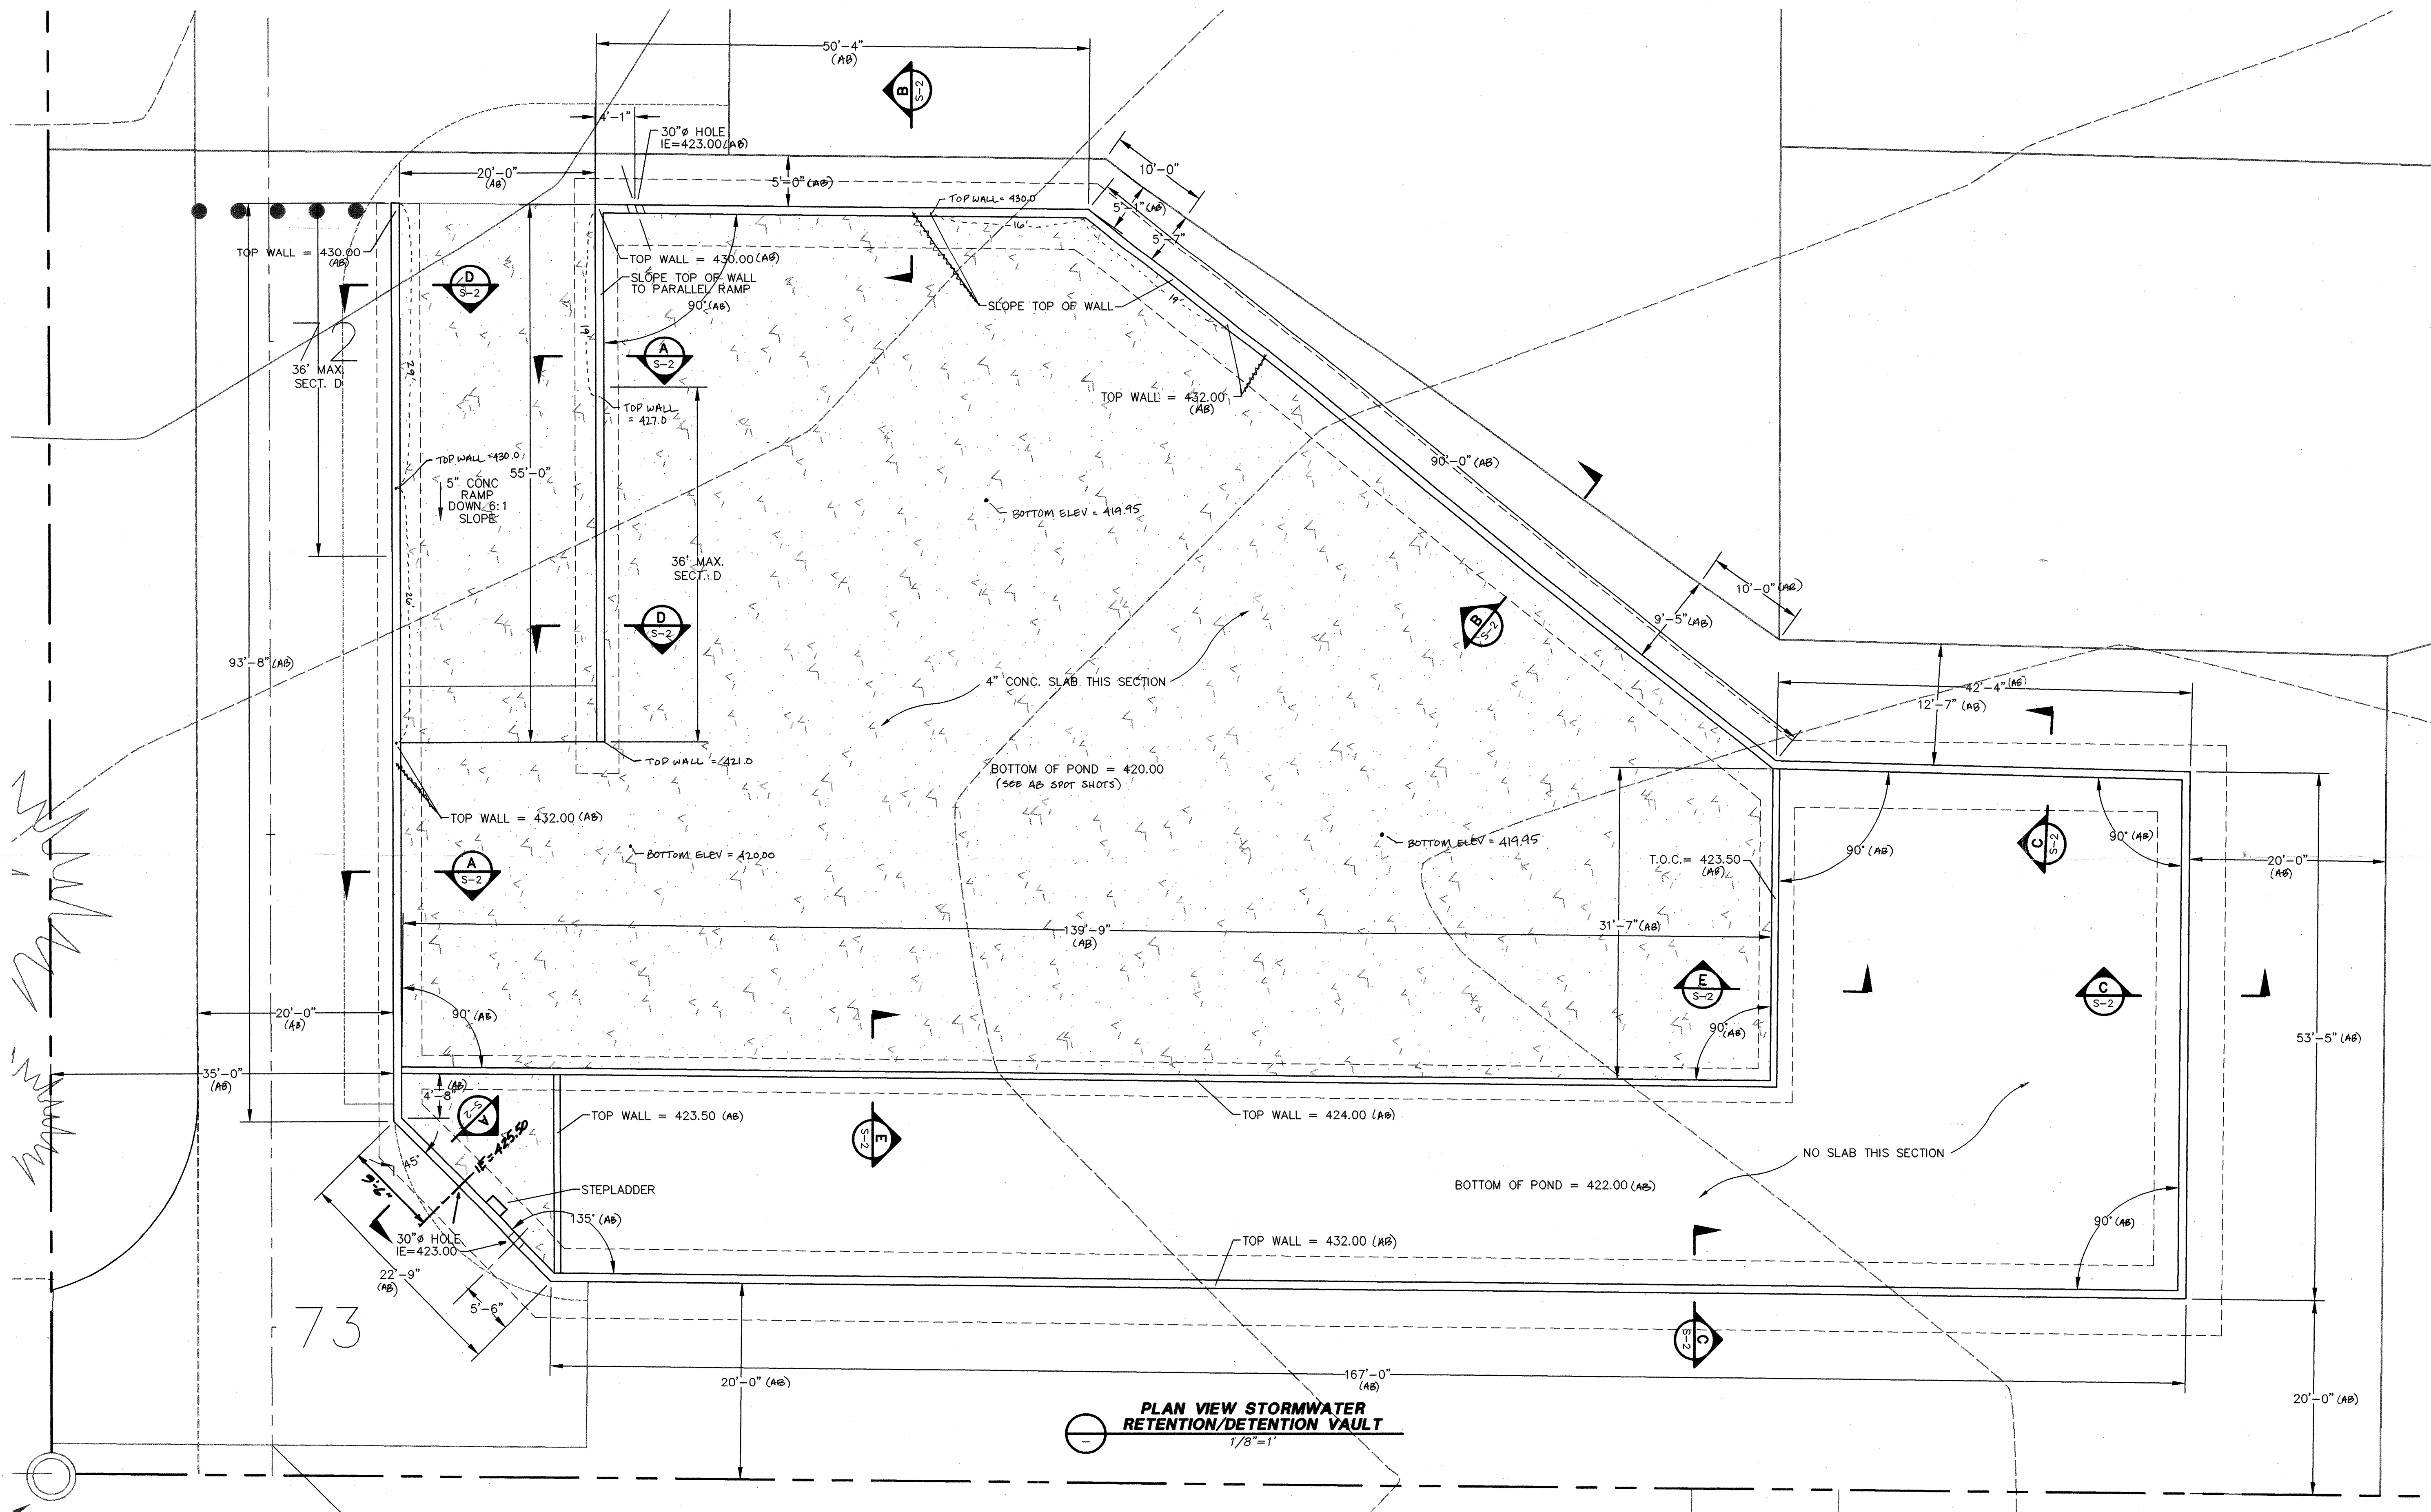 50'-4"
(AB)
B
S-2
4'-1"
30"ø HOLE
IE=423.00(AB)
20'-0"
(AB)
5'-0" (AB)
10'-0"
5'-1" (AB)
5'-7"
TOP WALL = 430.0
16'
TOP WALL = 430.00
(AB)
TOP WALL = 430.00 (AB)
SLOPE TOP OF WALL
TO PARALLEL RAMP
90° (AB)
D
S-2
SLOPE TOP OF WALL
19'
19'
72
36' MAX.
SECT. D
29'
A
S-2
TOP WALL
= 427.0
TOP WALL = 432.00
(AB)
TOP WALL = 430.0
55'-0"
5" CONC
RAMP
DOWN 6:1
SLOPE
90'-0" (AB)
BOTTOM ELEV = 419.95
36' MAX.
SECT. D
26'
10'-0" (AB)
9'-5" (AB)
D
S-2
B
S-2
93'-8" (AB)
4" CONC. SLAB THIS SECTION
42'-4" (AB)
12'-7" (AB)
TOP WALL = 421.0
BOTTOM OF POND = 420.00
(SEE AB SPOT SHOTS)
TOP WALL = 432.00 (AB)
BOTTOM ELEV = 420.00
BOTTOM ELEV = 419.95
T.O.C.= 423.50
(AB)
90° (AB)
90° (AB)
C
S-2
20'-0"
(AB)
A
S-2
139'-9"
(AB)
31'-7" (AB)
E
S-2
C
S-2
20'-0"
(AB)
90° (AB)
90°
(AB)
53'-5" (AB)
35'-0"
(AB)
4'-8" (AB)
A
S-2
IE=425.50
TOP WALL = 423.50 (AB)
E
S-2
TOP WALL = 424.00 (AB)
45°
9'-6"
STEPLADDER
NO SLAB THIS SECTION
BOTTOM OF POND = 422.00 (AB)
135° (AB)
90° (AB)
30"ø HOLE
IE=423.00
TOP WALL = 432.00 (AB)
22'-9"
(AB)
5'-6"
73
C
S-2
20'-0" (AB)
167'-0"
(AB)
20'-0" (AB)
PLAN VIEW STORMWATER
RETENTION/DETENTION VAULT
1/8"=1'